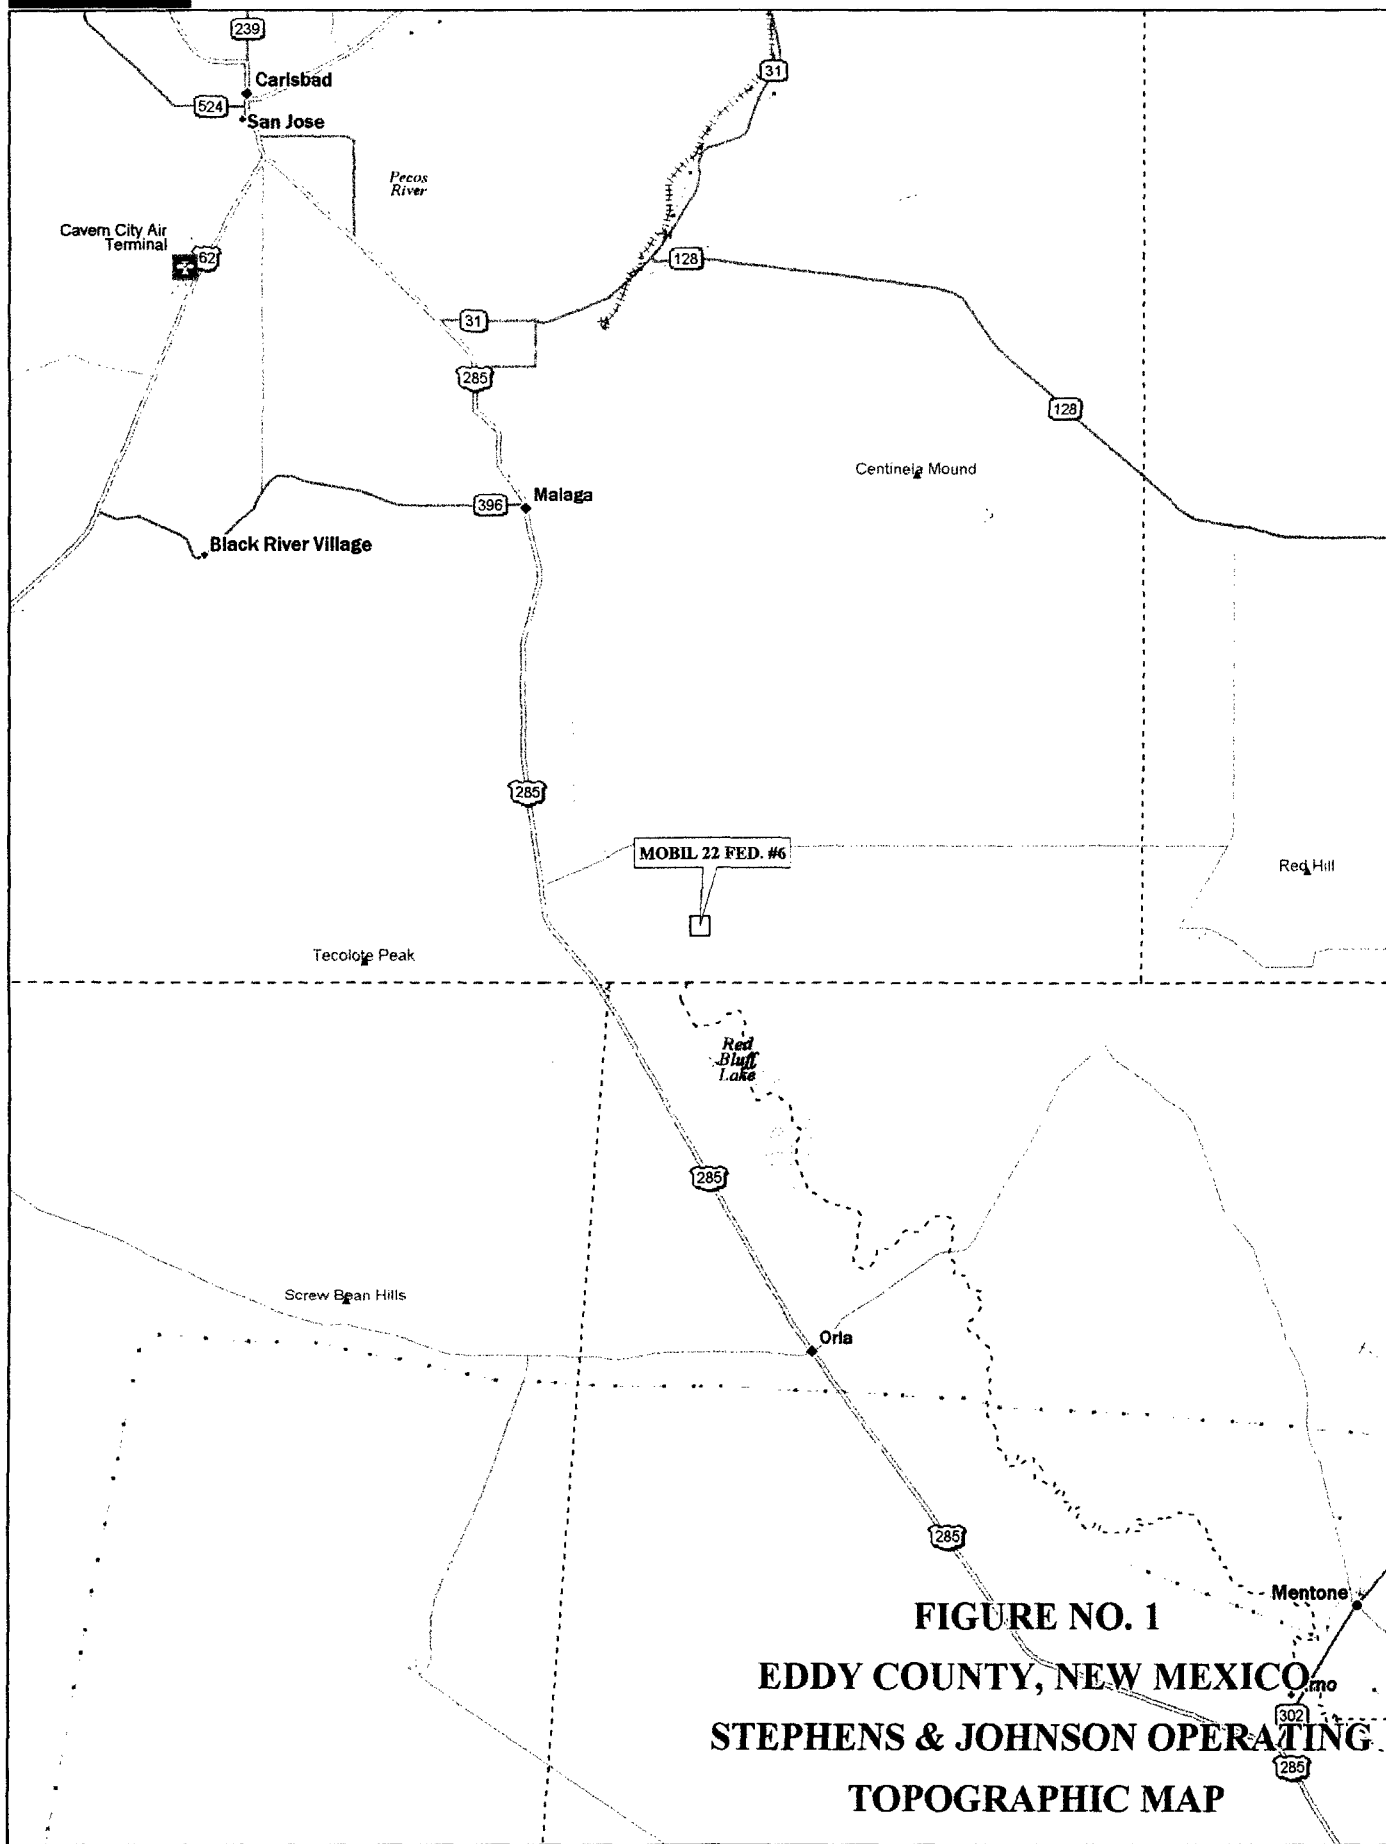 239
31
Carlsbad
524
San Jose
Pecos
River
Cavern City Air
Terminal
62
128
31
285
128
Centinela Mound
396
Malaga
Black River Village
285
MOBIL 22 FED. #6
Red Hill
Tecolote Peak
Red
Bluff
Lake
285
Screw Bean Hills
Orla
285
Mentone
FIGURE NO. 1
EDDY COUNTY, NEW MEXICO
302
STEPHENS & JOHNSON OPERATING
285
TOPOGRAPHIC MAP